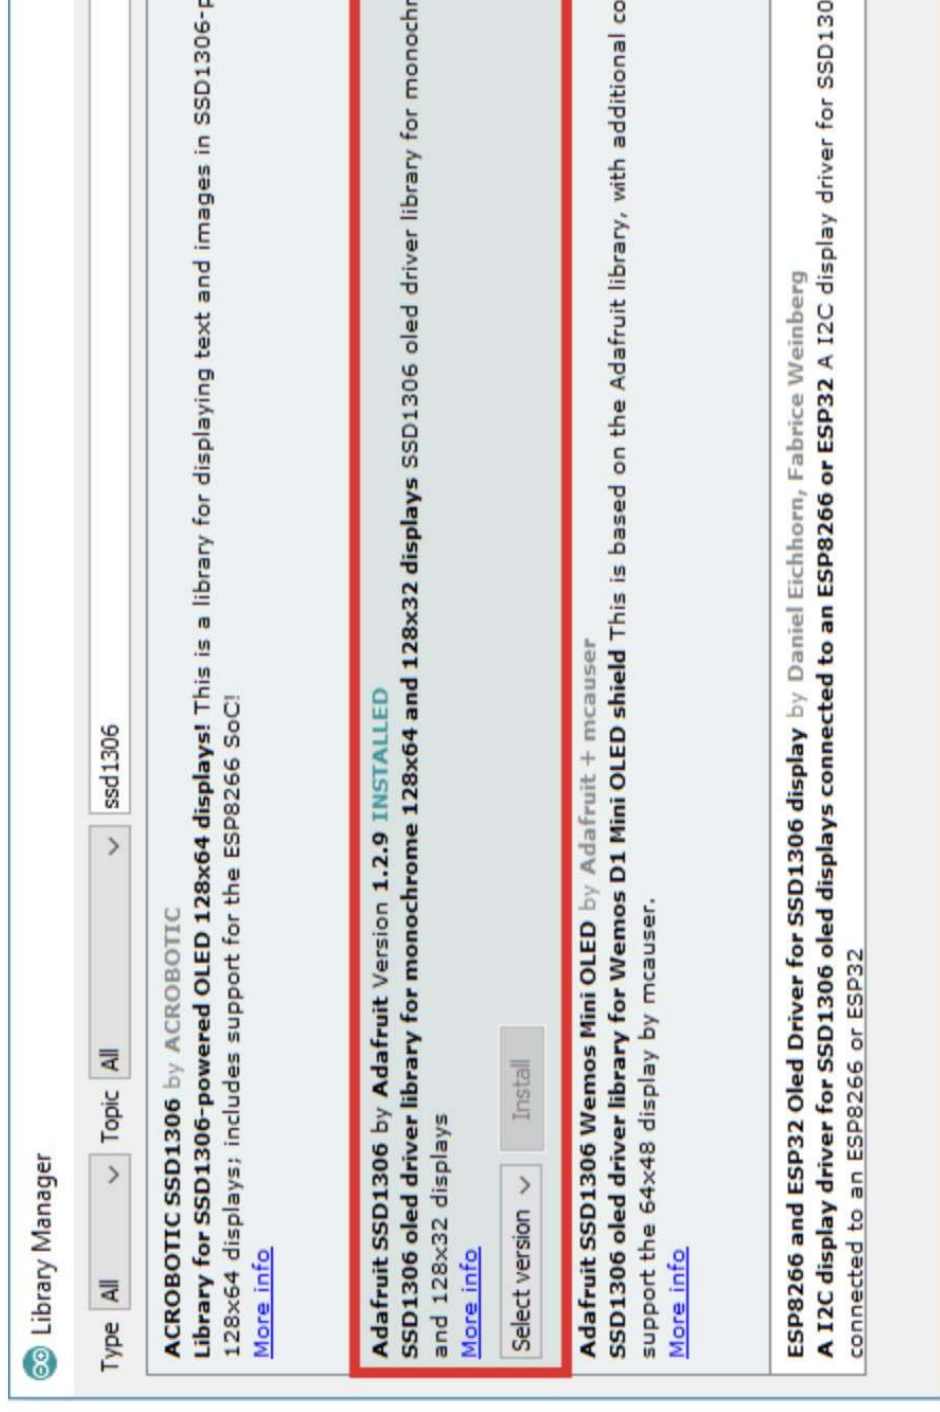 Library Manager
Type All Topic All ssd1306
ACROBOTIC SSD1306 by ACROBOTIC
Library for SSD1306-powered OLED 128x64 displays! This is a library for displaying text and images in SSD1306-p
128x64 displays; includes support for the ESP8266 SoC!
More info
Adafruit SSD1306 by Adafruit Version 1.2.9 INSTALLED
SSD1306 oled driver library for monochrome 128x64 and 128x32 displays SSD1306 oled driver library for monochr
and 128x32 displays
More info
Select version Install
Adafruit SSD1306 Wemos Mini OLED by Adafruit + mcauser
SSD1306 oled driver library for Wemos D1 Mini OLED shield This is based on the Adafruit library, with additional co
support the 64x48 display by mcauser.
More info
ESP8266 and ESP32 Oled Driver for SSD1306 display by Daniel Eichhorn, Fabrice Weinberg
A I2C display driver for SSD1306 oled displays connected to an ESP8266 or ESP32 A I2C display driver for SSD130
connected to an ESP8266 or ESP32